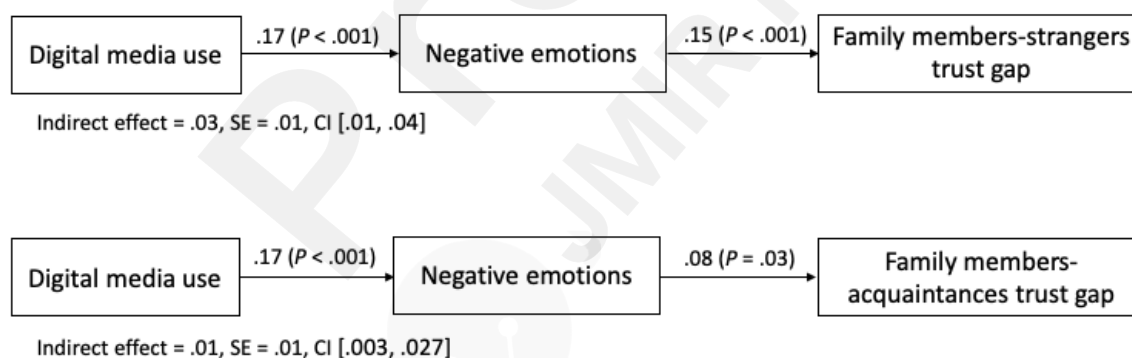 .17 (P < .001)
.15 (P < .001)
Digital media use
Negative emotions
Family members-strangers
trust gap
Indirect effect = .03, SE = .01, CI [.01, .04]
.17 (P < .001)
.08 (P = .03)
Digital media use
Negative emotions
Family members-
acquaintances trust gap
Indirect effect = .01, SE = .01, CI [.003, .027]
JMIR